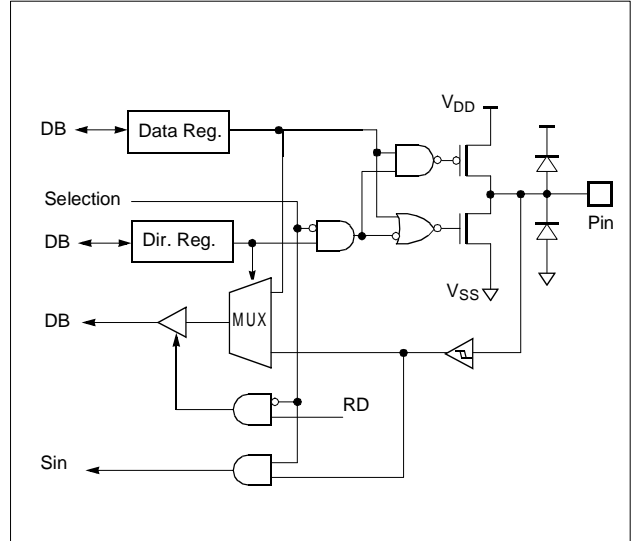 V_DD
DB
Data Reg.
Selection
DB
Dir. Reg.
Pin
V_SS
DB
MUX
RD
Sin